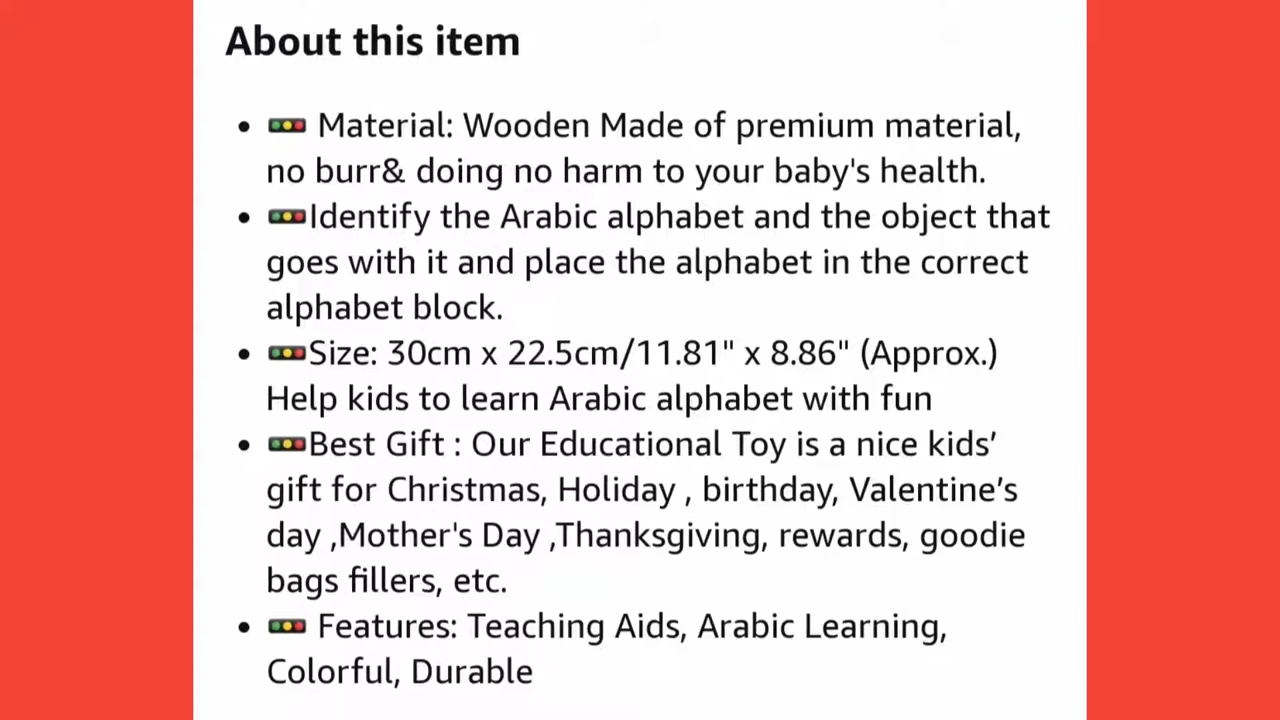 About this item
• 🚥 Material: Wooden Made of premium material,
no burr& doing no harm to your baby's health.
• 🚥Identify the Arabic alphabet and the object that
goes with it and place the alphabet in the correct
alphabet block.
• 🚥Size: 30cm x 22.5cm/11.81" x 8.86" (Approx.)
Help kids to learn Arabic alphabet with fun
• 🚥Best Gift : Our Educational Toy is a nice kids’
gift for Christmas, Holiday , birthday, Valentine’s
day ,Mother's Day ,Thanksgiving, rewards, goodie
bags fillers, etc.
• 🚥 Features: Teaching Aids, Arabic Learning,
Colorful, Durable